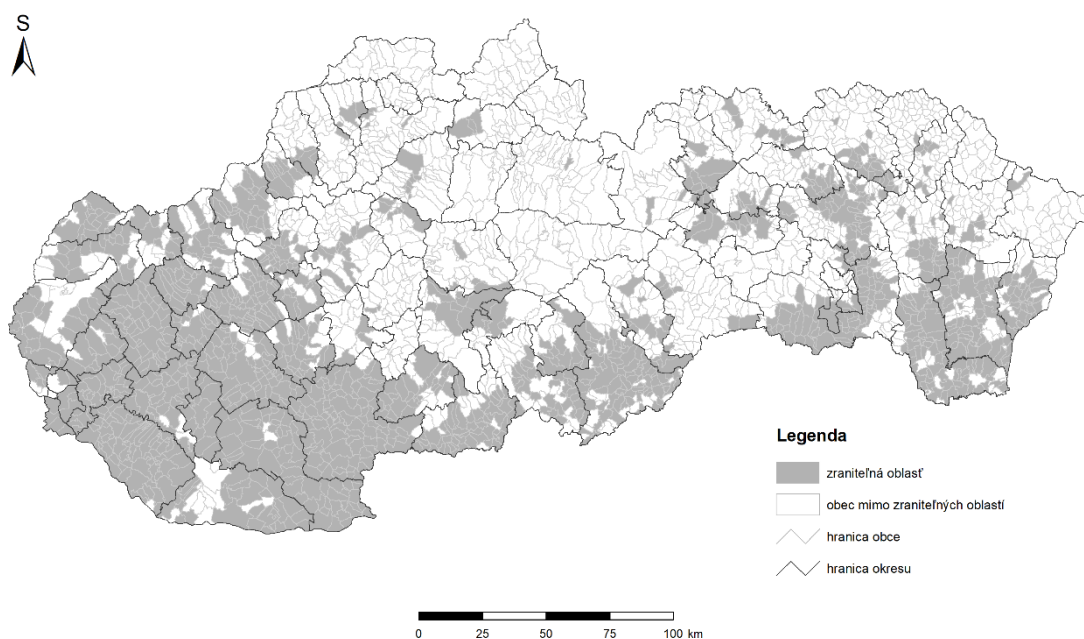 S
Legenda
zraniteľná oblasť
obec mimo zraniteľných oblastí
hranica obce
hranica okresu
0 25 50 75 100 km